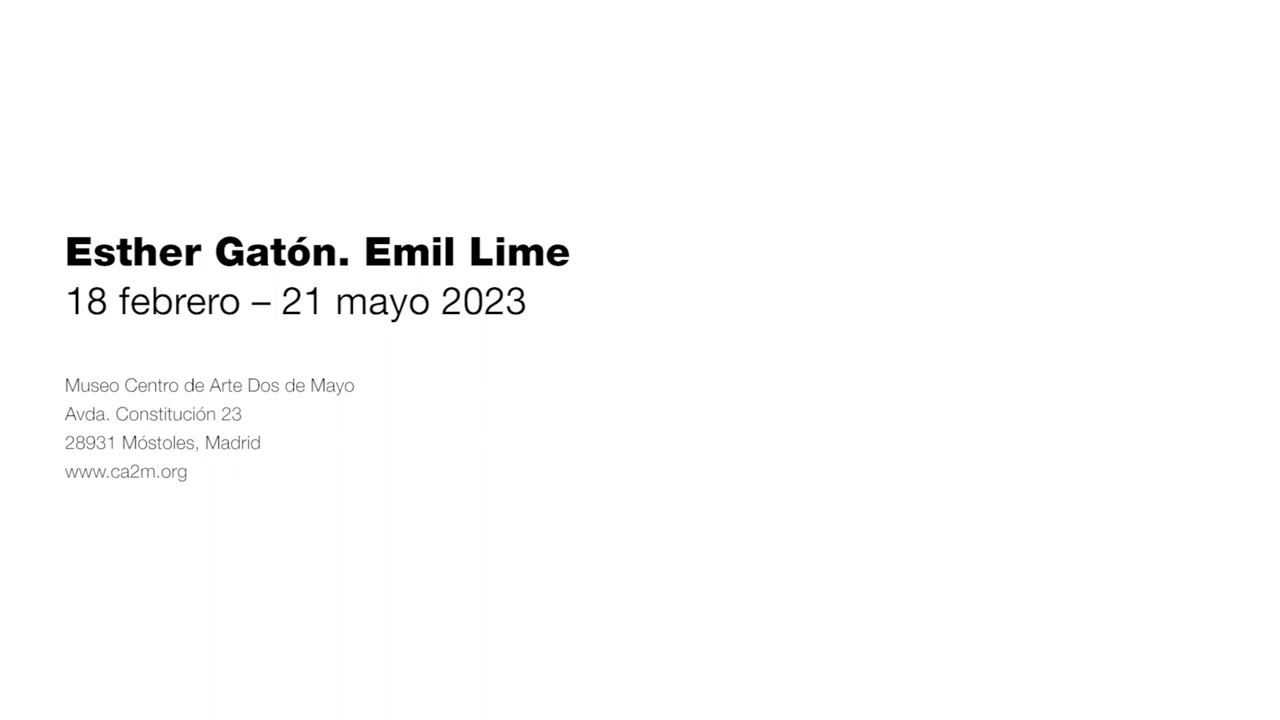 Esther Gatón. Emil Lime
18 febrero – 21 mayo 2023
Museo Centro de Arte Dos de Mayo
Avda. Constitución 23
28931 Móstoles, Madrid
www.ca2m.org